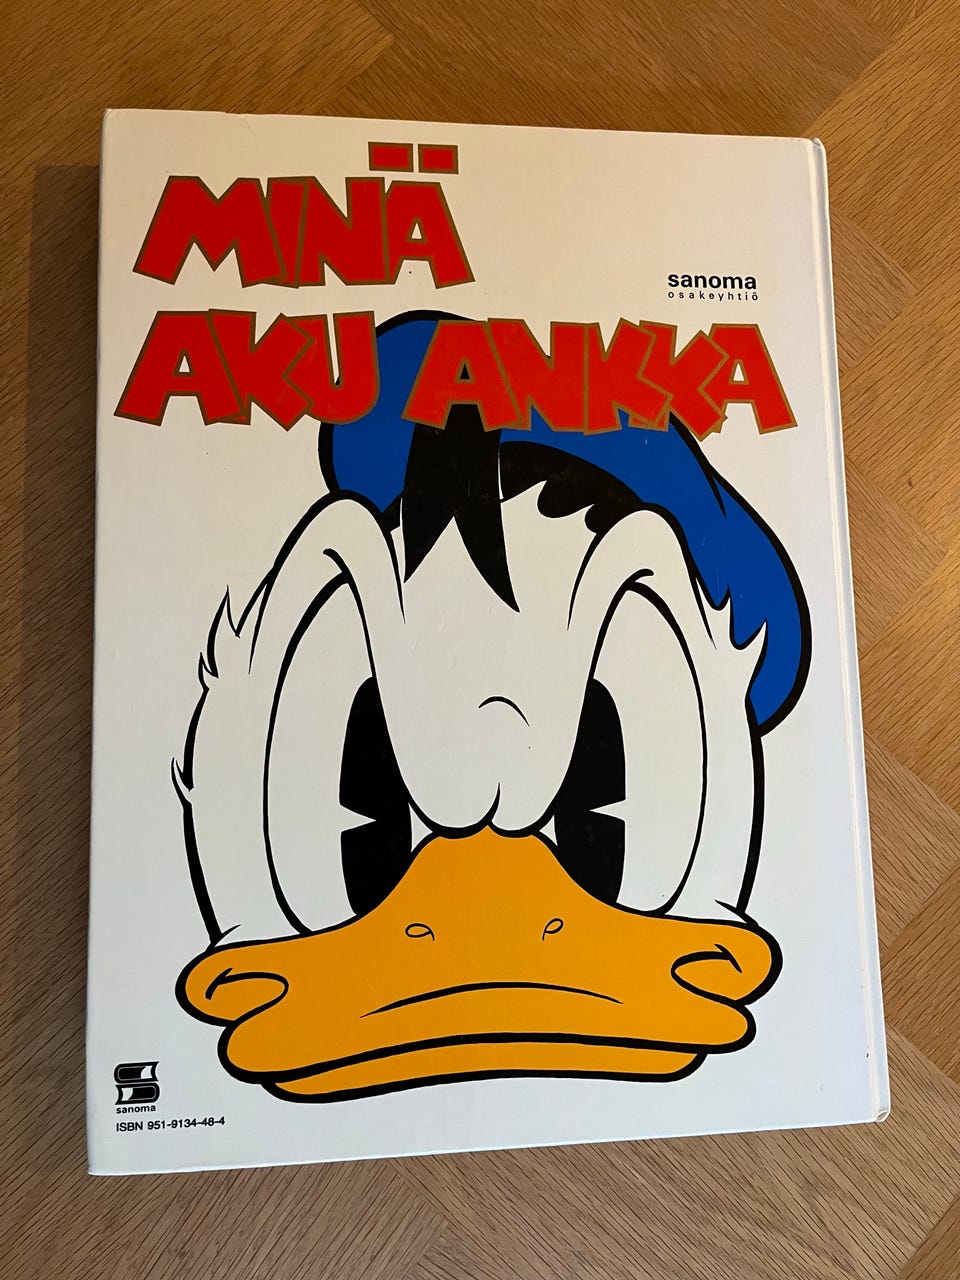 MINÄ
sanoma
osakeyhtiö
AKU ANKKA
sanoma
ISBN 951-9134-48-4